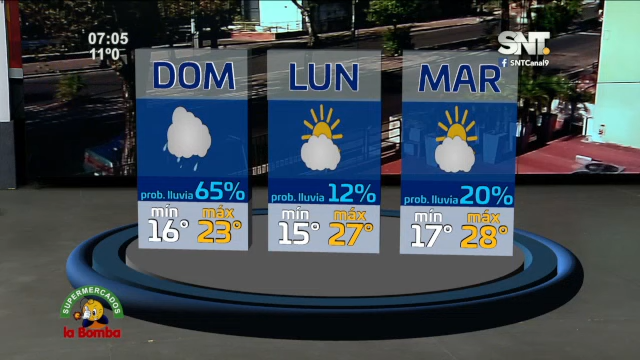 07:05
11°
SNT.
SNTCanal9
DOM
LUN
MAR
prob. lluvia 65%
prob. lluvia 12%
prob. lluvia 20%
mín máx
16° 23°
mín máx
15° 27°
mín máx
17° 28°
SUPERMERCADOS
la Bomba